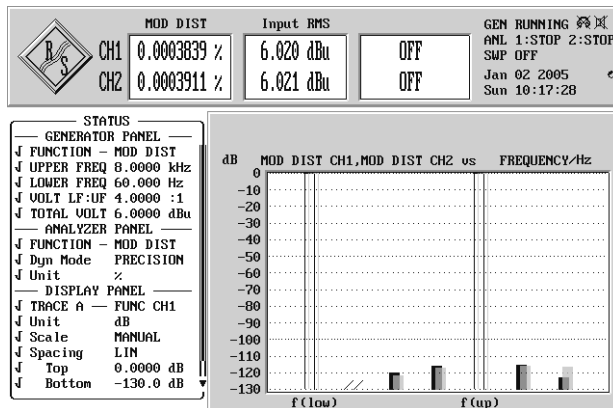 MOD DIST Input RMS
CH1 0.0003839 % 6.020 dBu OFF
CH2 0.0003911 % 6.021 dBu OFF
R S
GEN RUNNING
ANL 1:STOP 2:STOP
SWP OFF
Jan 02 2005
Sun 10:17:28
STATUS
GENERATOR PANEL
FUNCTION - MOD DIST
UPPER FREQ 8.0000 kHz
LOWER FREQ 60.000 Hz
VOLT LF:UF 4.0000 :1
TOTAL VOLT 6.0000 dBu
ANALYZER PANEL
FUNCTION - MOD DIST
Dyn Mode PRECISION
Unit %
DISPLAY PANEL
TRACE A — FUNC CH1
Unit dB
Scale MANUAL
Spacing LIN
Top 0.0000 dB
Bottom -130.0 dB
dB MOD DIST CH1,MOD DIST CH2 vs FREQUENCY/Hz
0
-10
-20
-30
-40
-50
-60
-70
-80
-90
-100
-110
-120
-130
f(low) f(up)